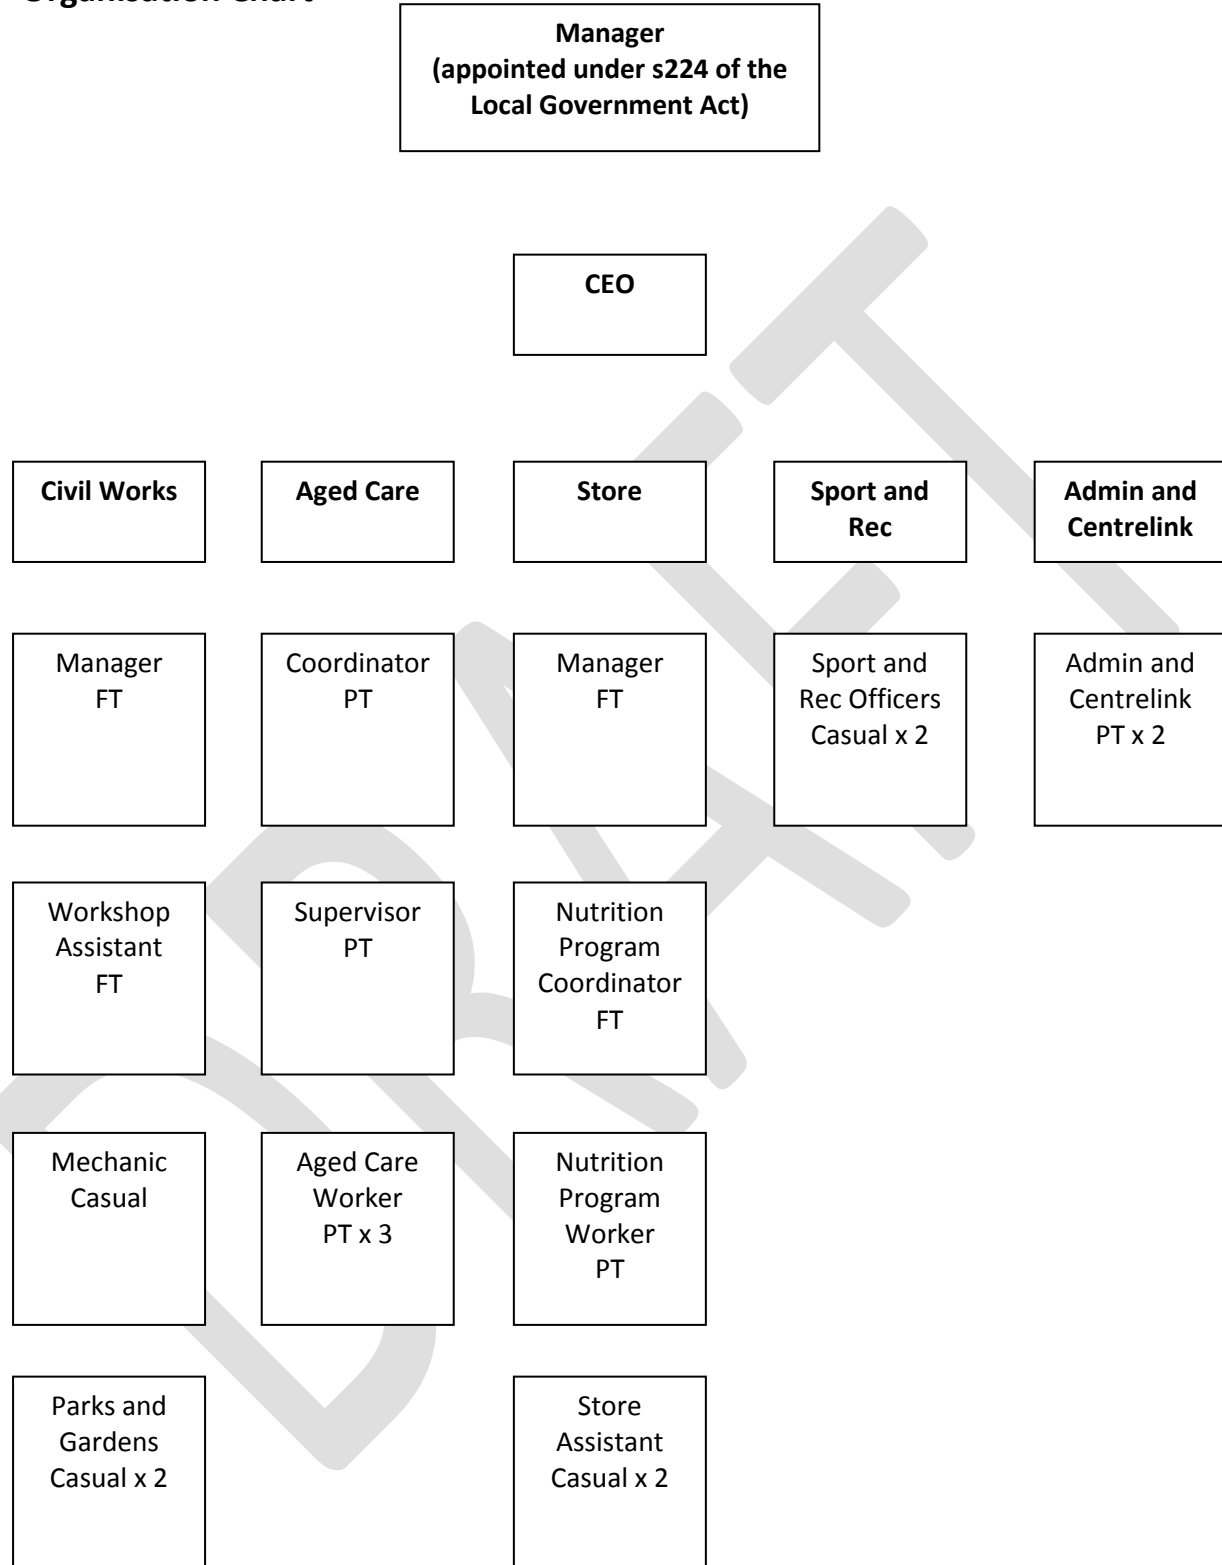 Organisation Chart
Manager
(appointed under s224 of the
Local Government Act)
CEO
Civil Works
Aged Care
Store
Sport and
Rec
Admin and
Centrelink
Manager
FT
Coordinator
PT
Manager
FT
Sport and
Rec Officers
Casual x 2
Admin and
Centrelink
PT x 2
Workshop
Assistant
FT
Supervisor
PT
Nutrition
Program
Coordinator
FT
Mechanic
Casual
Aged Care
Worker
PT x 3
Nutrition
Program
Worker
PT
Parks and
Gardens
Casual x 2
Store
Assistant
Casual x 2
DRAFT